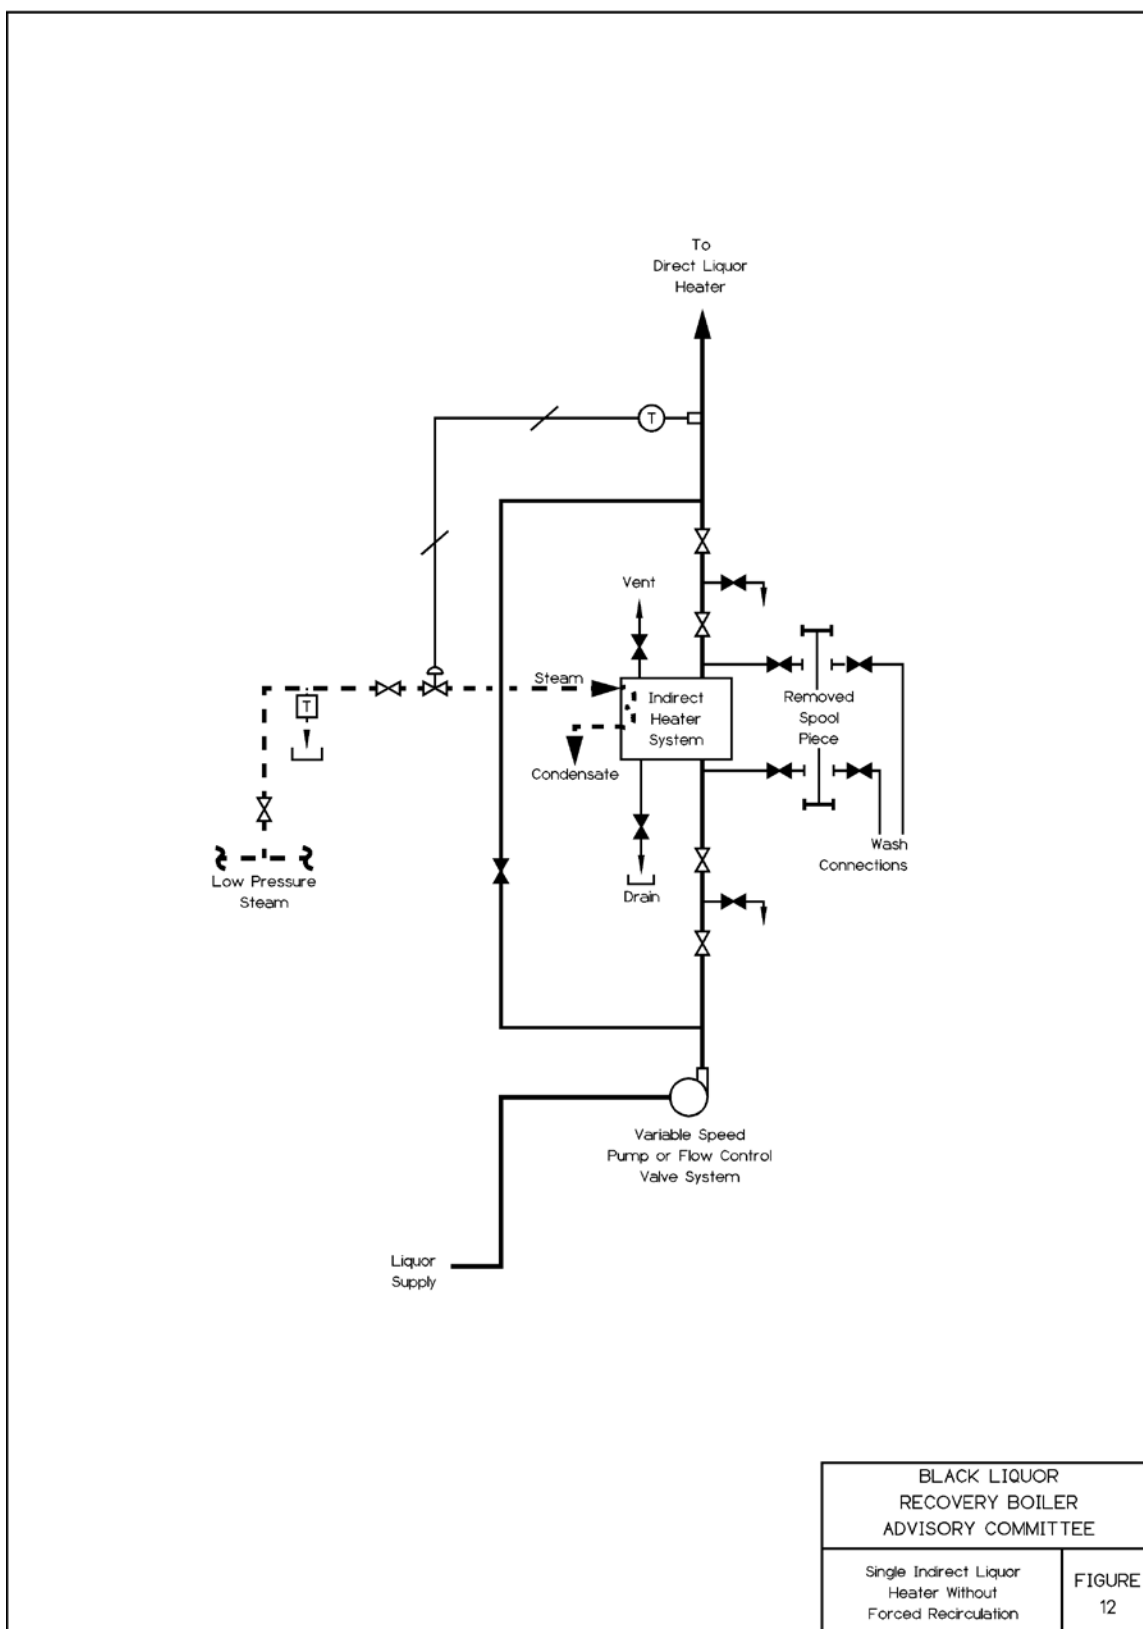 To
Direct Liquor
Heater
T
Vent
Steam
T
Indirect
Heater
System
Removed
Spool
Piece
Condensate
Wash
Connections
Low Pressure
Steam
Drain
Variable Speed
Pump or Flow Control
Valve System
Liquor
Supply
BLACK LIQUOR
RECOVERY BOILER
ADVISORY COMMITTEE
Single Indirect Liquor
Heater Without
Forced Recirculation
FIGURE
12